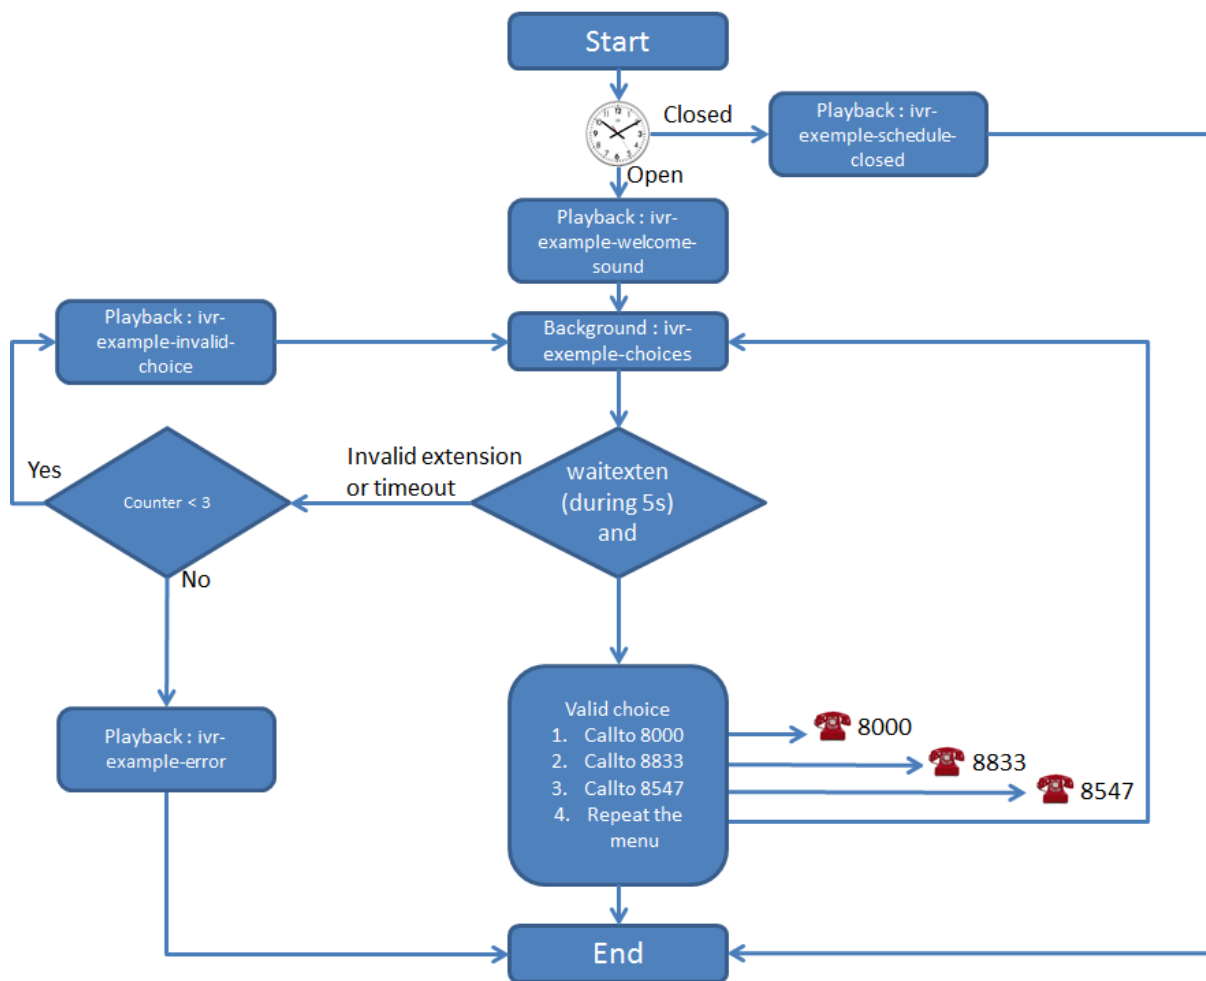 Start
Closed
Playback : ivr-
exemple-schedule-
closed
Open
Playback : ivr-
example-welcome-
sound
Playback : ivr-
example-invalid-
choice
Background : ivr-
exemple-choices
Yes
Counter < 3
Invalid extension
or timeout
waitexten
(during 5s)
and
No
Playback : ivr-
example-error
Valid choice
1. Callto 8000
2. Callto 8833
3. Callto 8547
4. Repeat the
menu
8000
8833
8547
End